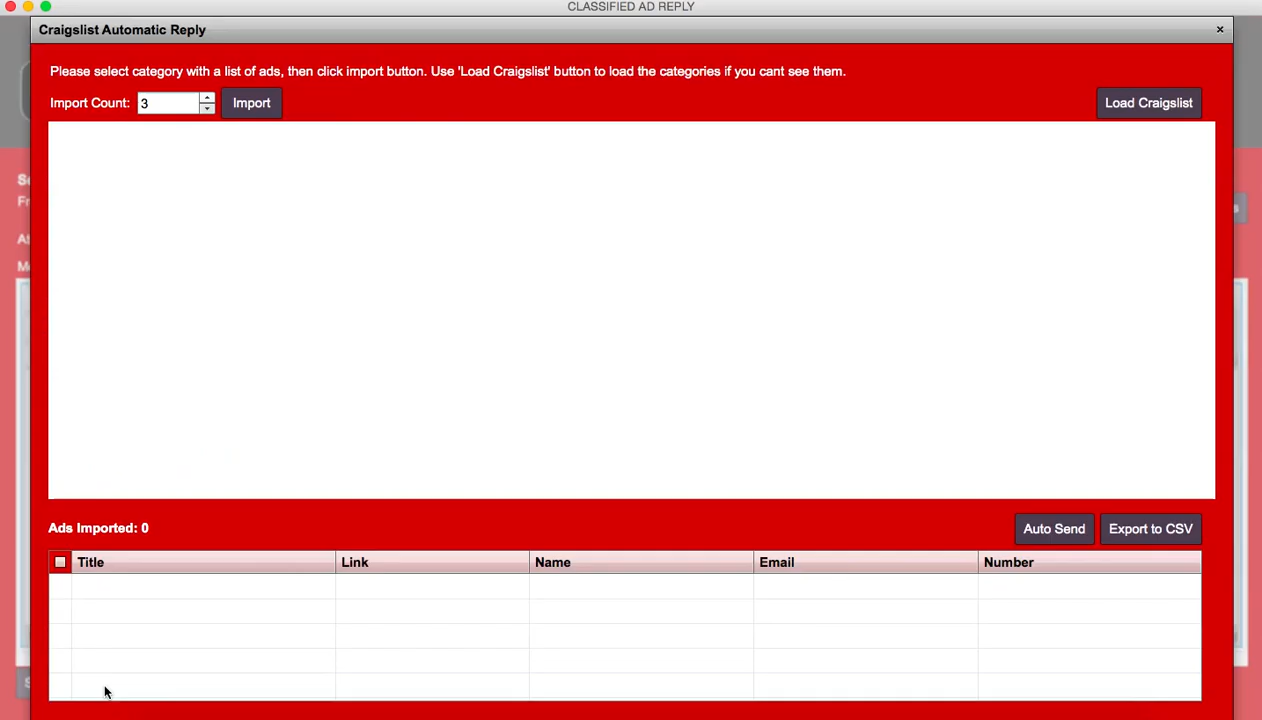 CLASSIFIED AD REPLY
Craigslist Automatic Reply
×
Please select category with a list of ads, then click import button. Use 'Load Craigslist' button to load the categories if you cant see them.
Import Count: 3 Import Load Craigslist
Ads Imported: 0 Auto Send Export to CSV
Title Link Name Email Number